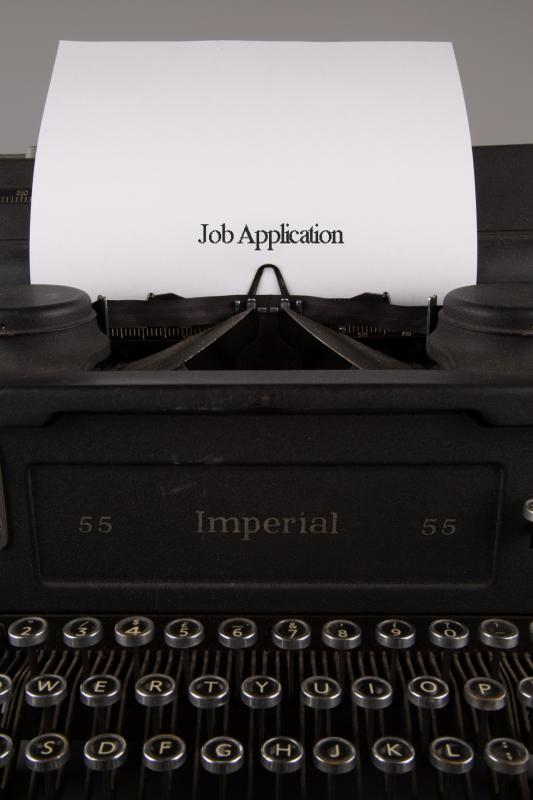 Job Application
55 Imperial 55
2 3 4 5 6 7 8 9 0
W E R T Y U I O P
S D F G H J K L